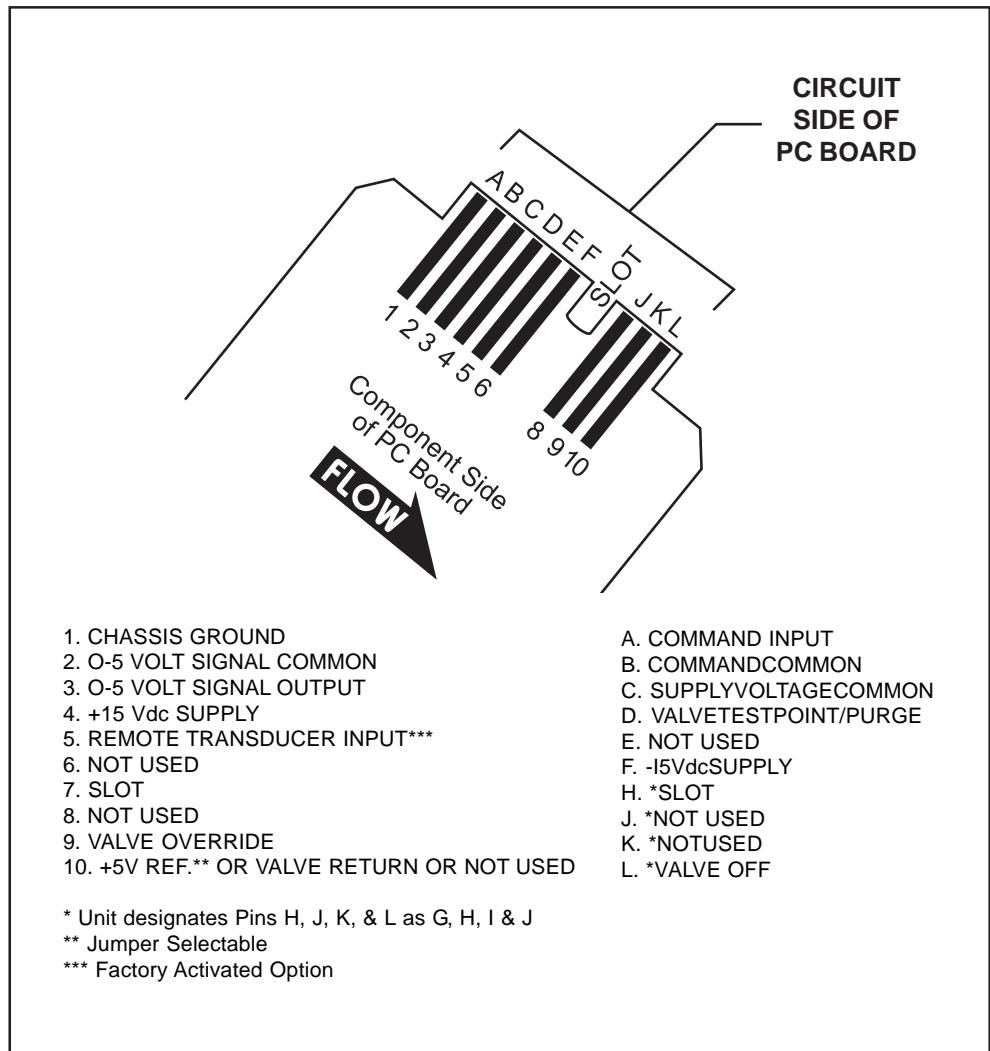 CIRCUIT
SIDE OF
PC BOARD
A B C D E F SLOT J K L
1 2 3 4 5 6 8 9 10
Component Side
of PC Board
FLOW
1. CHASSIS GROUND
2. O-5 VOLT SIGNAL COMMON
3. O-5 VOLT SIGNAL OUTPUT
4. +15 Vdc SUPPLY
5. REMOTE TRANSDUCER INPUT***
6. NOT USED
7. SLOT
8. NOT USED
9. VALVE OVERRIDE
10. +5V REF.** OR VALVE RETURN OR NOT USED
A. COMMAND INPUT
B. COMMANDCOMMON
C. SUPPLYVOLTAGECOMMON
D. VALVETESTPOINT/PURGE
E. NOT USED
F. -I5VdcSUPPLY
H. *SLOT
J. *NOT USED
K. *NOTUSED
L. *VALVE OFF
* Unit designates Pins H, J, K, & L as G, H, I & J
** Jumper Selectable
*** Factory Activated Option